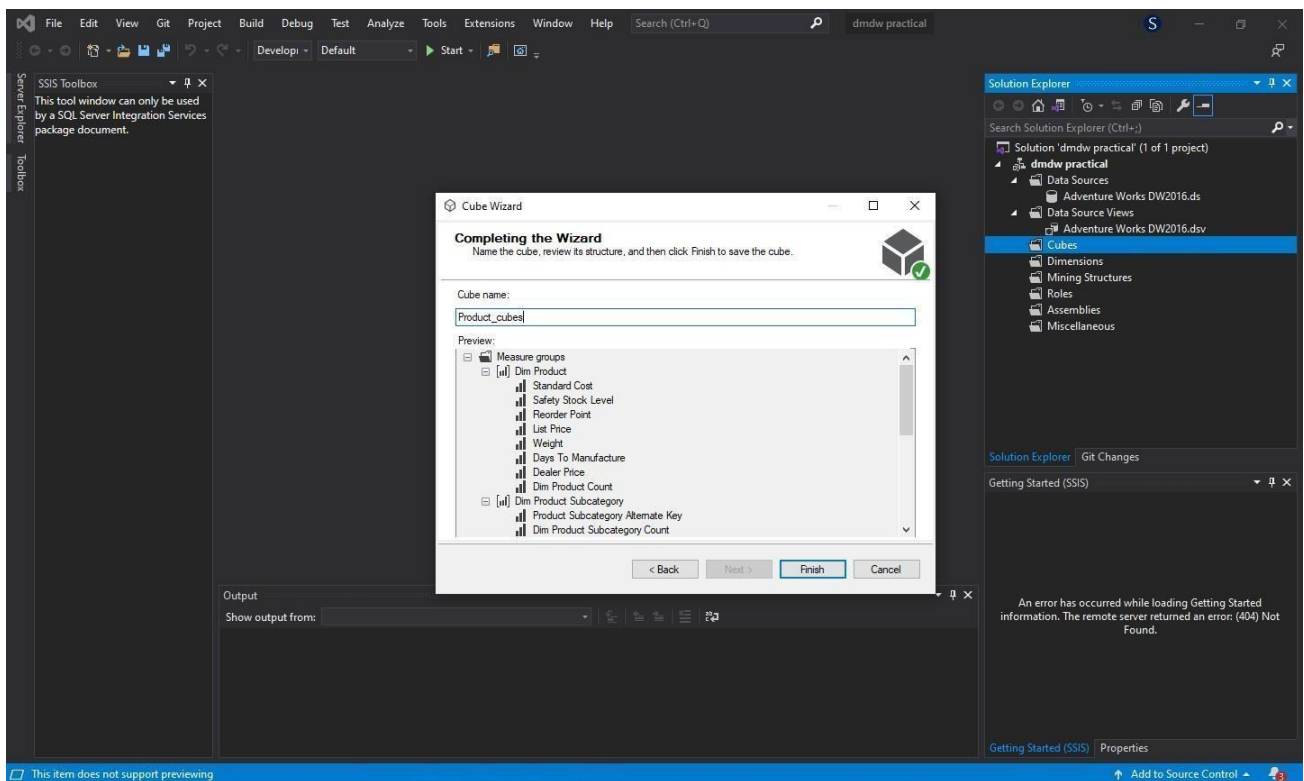 File Edit View Git Project Build Debug Test Analyze Tools Extensions Window Help Search (Ctrl+Q) dmdw practical S
Developi Default Start
Server Explorer
Toolbox
SSIS Toolbox
This tool window can only be used
by a SQL Server Integration Services
package document.
Cube Wizard
Completing the Wizard
Name the cube, review its structure, and then click Finish to save the cube.
Cube name:
Product_cubes
Preview:
Measure groups
Dim Product
Standard Cost
Safety Stock Level
Reorder Point
List Price
Weight
Days To Manufacture
Dealer Price
Dim Product Count
Dim Product Subcategory
Product Subcategory Alternate Key
Dim Product Subcategory Count
< Back Next > Finish Cancel
Output
Show output from:
Solution Explorer
Search Solution Explorer (Ctrl+;)
Solution 'dmdw practical' (1 of 1 project)
dmdw practical
Data Sources
Adventure Works DW2016.ds
Data Source Views
Adventure Works DW2016.dsv
Cubes
Dimensions
Mining Structures
Roles
Assemblies
Miscellaneous
Solution Explorer Git Changes
Getting Started (SSIS)
An error has occurred while loading Getting Started
information. The remote server returned an error: (404) Not
Found.
Getting Started (SSIS) Properties
This item does not support previewing
Add to Source Control 3